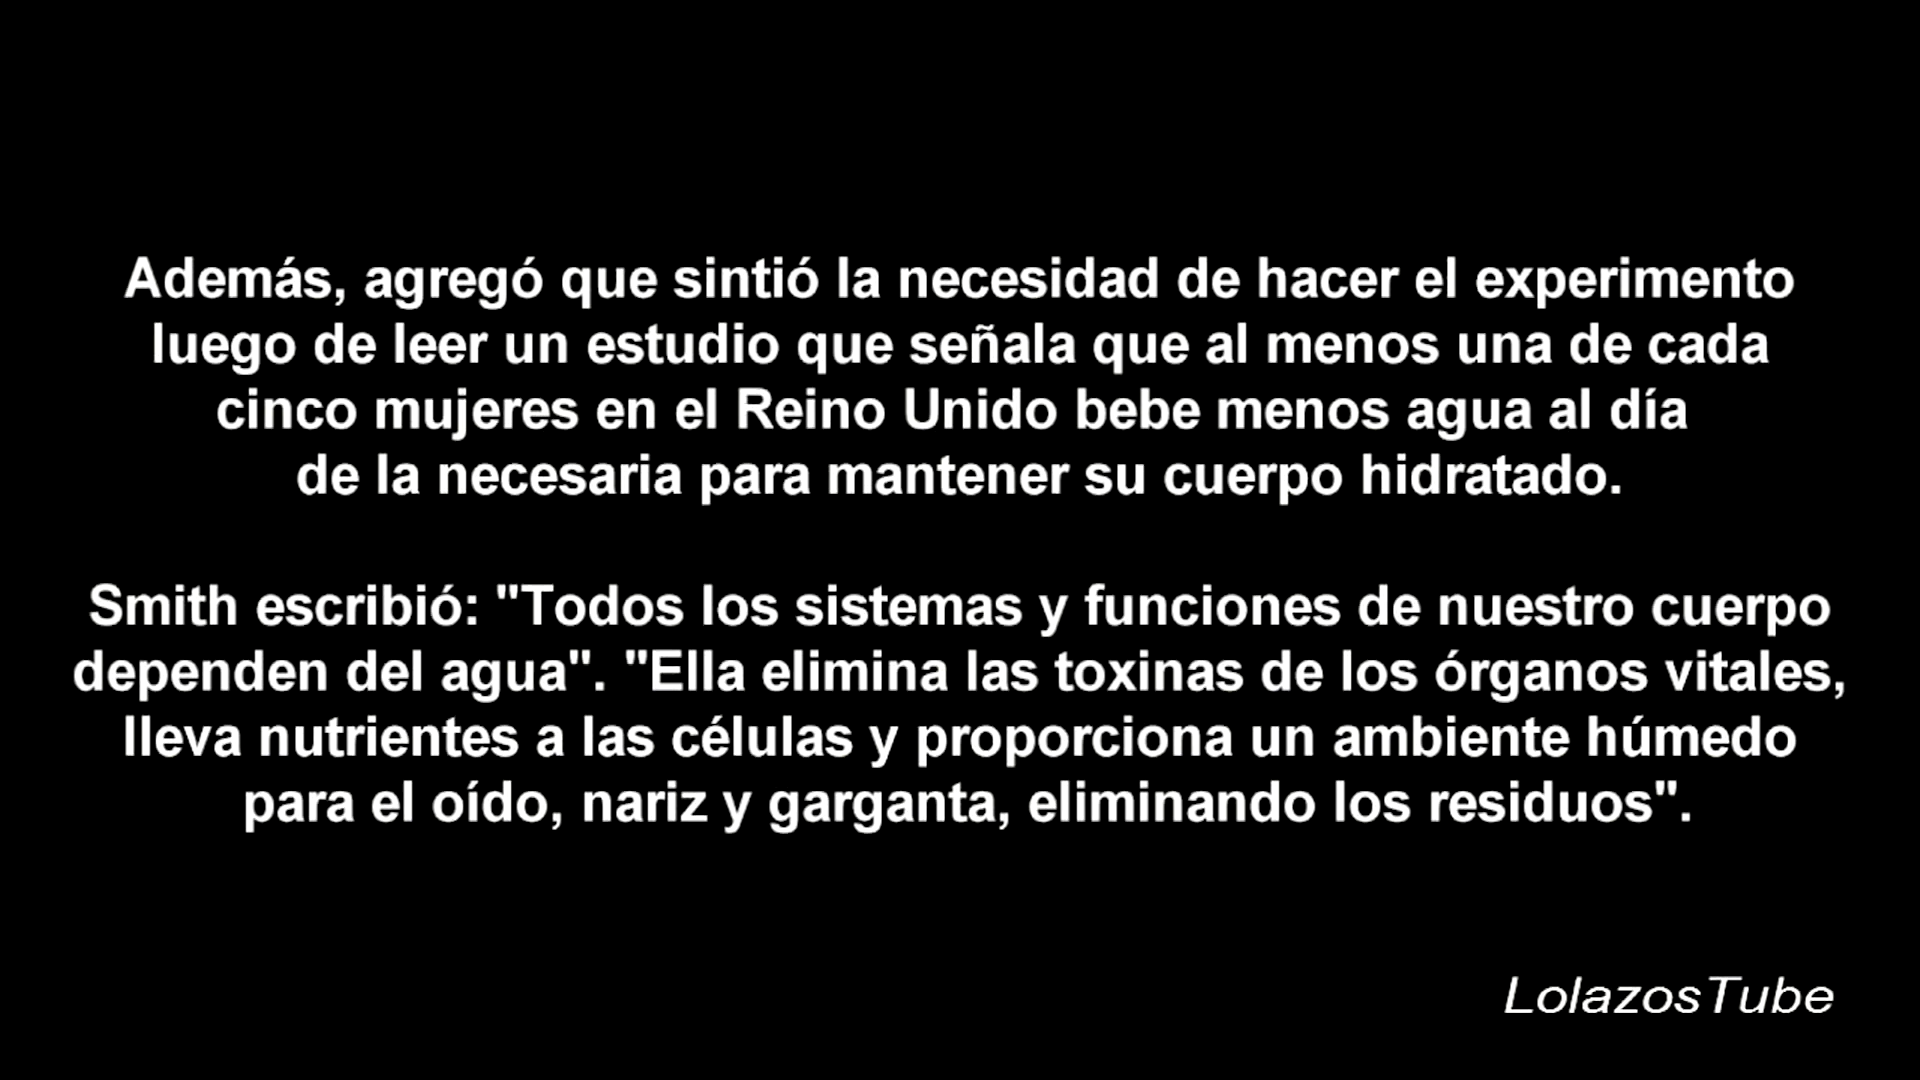 Además, agregó que sintió la necesidad de hacer el experimento
luego de leer un estudio que señala que al menos una de cada
cinco mujeres en el Reino Unido bebe menos agua al día
de la necesaria para mantener su cuerpo hidratado.
Smith escribió: "Todos los sistemas y funciones de nuestro cuerpo
dependen del agua". "Ella elimina las toxinas de los órganos vitales,
lleva nutrientes a las células y proporciona un ambiente húmedo
para el oído, nariz y garganta, eliminando los residuos".
LolazosTube